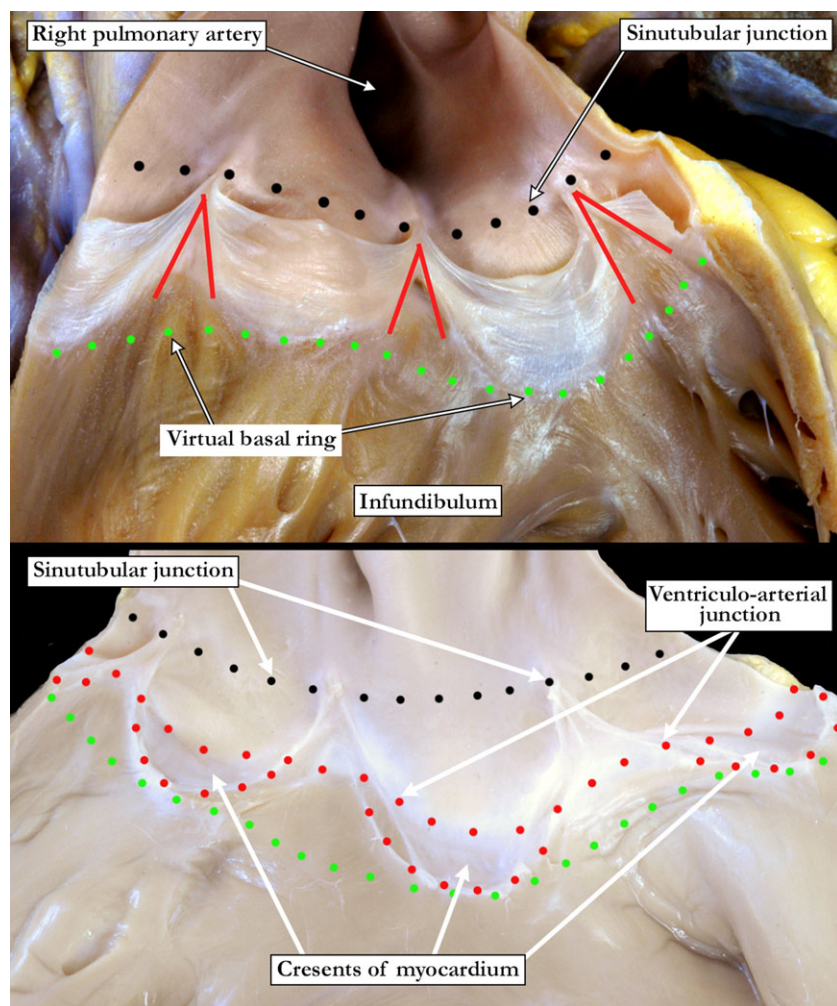 Right pulmonary artery
Sinutubular junction
Virtual basal ring
Infundibulum
Sinutubular junction
Ventriculo-arterial
junction
Cresents of myocardium